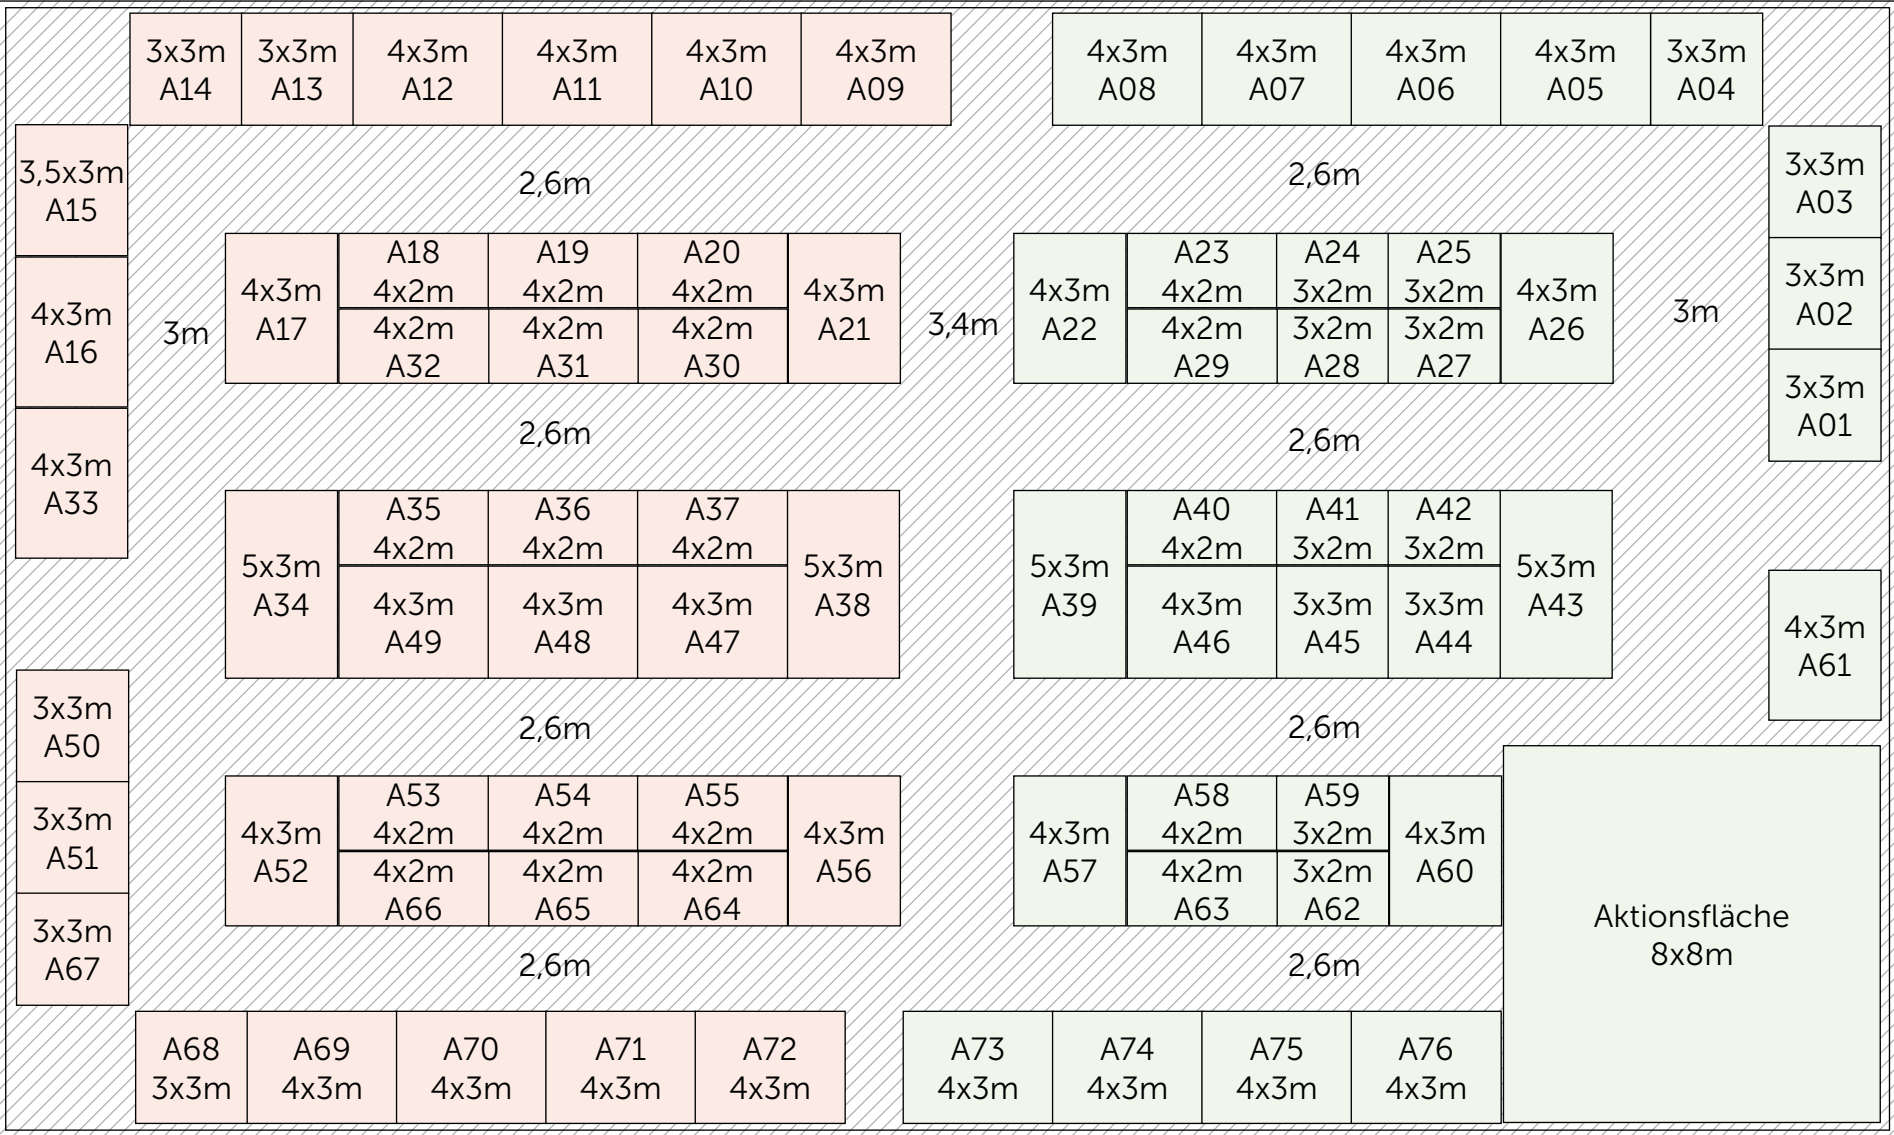 3x3m
A14
3x3m
A13
4x3m
A12
4x3m
A11
4x3m
A10
4x3m
A09
4x3m
A08
4x3m
A07
4x3m
A06
4x3m
A05
3x3m
A04
3,5x3m
A15
4x3m
A16
4x3m
A33
2,6m
2,6m
3x3m
A03
3x3m
A02
3x3m
A01
3m
4x3m
A17
A18
4x2m
A19
4x2m
A20
4x2m
4x2m
A32
4x2m
A31
4x2m
A30
4x3m
A21
3,4m
4x3m
A22
A23
4x2m
A24
3x2m
A25
3x2m
4x2m
A29
3x2m
A28
3x2m
A27
4x3m
A26
3m
2,6m
2,6m
5x3m
A34
A35
4x2m
A36
4x2m
A37
4x2m
4x3m
A49
4x3m
A48
4x3m
A47
5x3m
A38
5x3m
A39
A40
4x2m
A41
3x2m
A42
3x2m
4x3m
A46
3x3m
A45
3x3m
A44
5x3m
A43
4x3m
A61
3x3m
A50
3x3m
A51
3x3m
A67
2,6m
2,6m
4x3m
A52
A53
4x2m
A54
4x2m
A55
4x2m
4x2m
A66
4x2m
A65
4x2m
A64
4x3m
A56
4x3m
A57
A58
4x2m
A59
3x2m
4x2m
A63
3x2m
A62
4x3m
A60
Aktionsfläche
8x8m
2,6m
2,6m
A68
3x3m
A69
4x3m
A70
4x3m
A71
4x3m
A72
4x3m
A73
4x3m
A74
4x3m
A75
4x3m
A76
4x3m